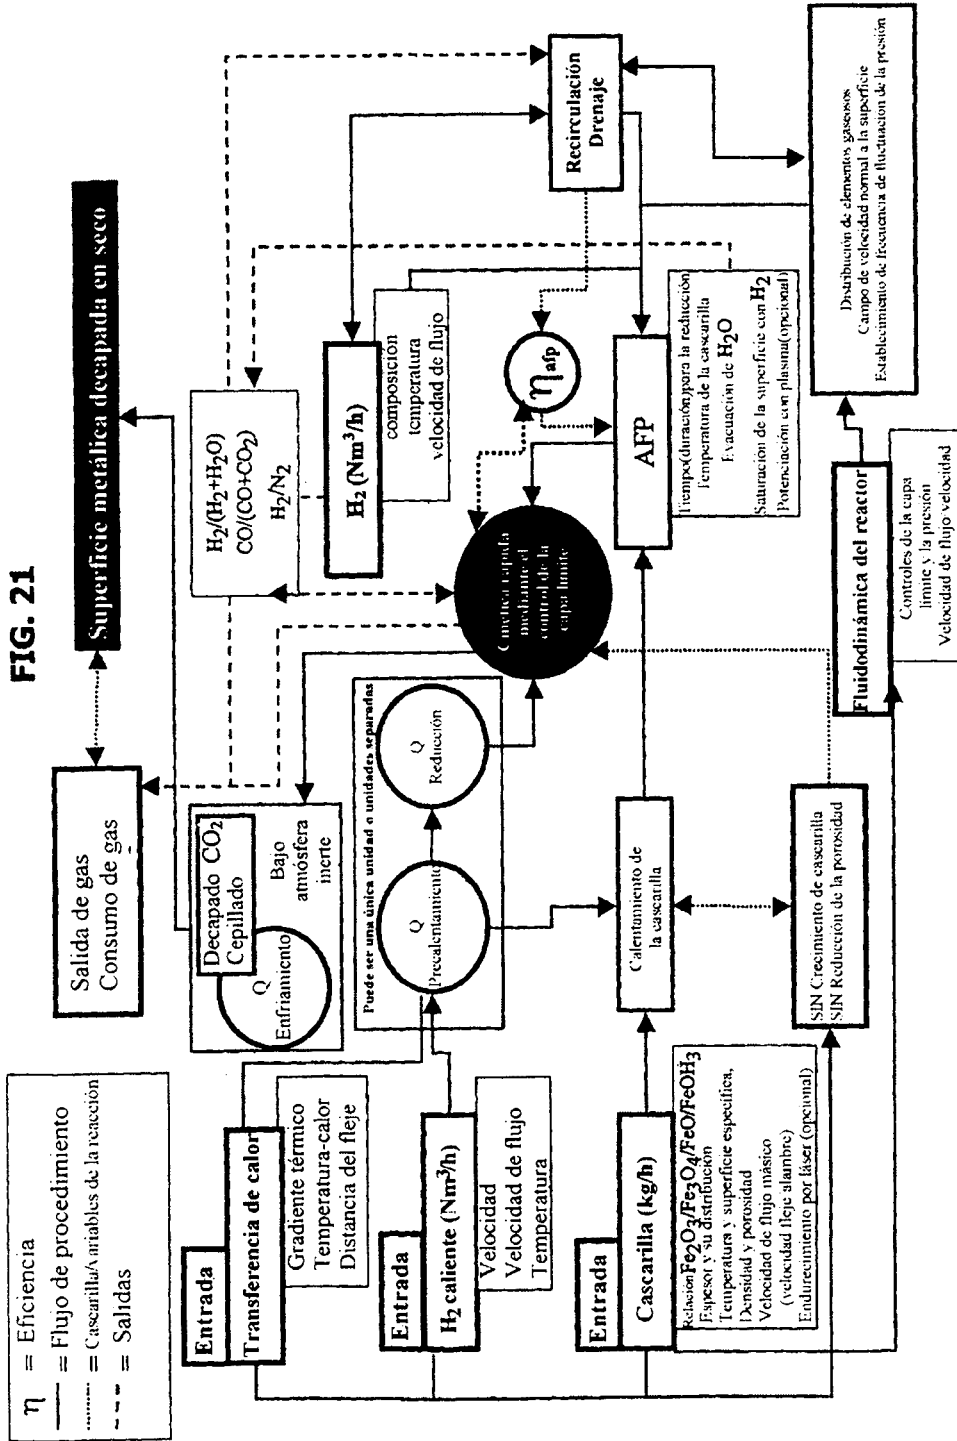 FIG. 21
η = Eficiencia
= Flujo de procedimiento
= Cascarilla/variables de la reacción
= Salidas
Salida de gas
Consumo de gas
Superficie metálica decapada en seco
Entrada
Transferencia de calor
Gradiente térmico
Temperatura-calor
Distancia del fleje
Entrada
H2 caliente (Nm3/h)
Velocidad
Velocidad de flujo
Temperatura
Entrada
Cascarilla (kg/h)
Relación Fe2O3/Fe3O4/FeO/FeOH3
Espesor y su distribución
Temperatura y superficie específica,
Densidad y porosidad
Velocidad de flujo másico
(velocidad fleje alambre)
Endurecimiento por láser (opcional)
Decapado CO2
Cepillado
Q
Enfriamiento
Bajo
atmósfera
inerte
Puede ser una única unidad o unidades separadas
Q
Precalentamiento
Q
Reducción
Calentamiento de
la cascarilla
SIN Crecimiento de cascarilla
SIN Reducción de la porosidad
H2/(H2+H2O)
CO/(CO+CO2)
H2/N2
H2 (Nm3/h)
composición
temperatura
velocidad de flujo
Cinética rápida
mediante el
control de la
capa límite
ηafp
AFP
Tiempo(duración)para la reducción
Temperatura de la cascarilla
Evacuación de H2O
Saturación de la superficie con H2
Potenciación con plasma(opcional)
Recirculación
Drenaje
Fluidodinámica del reactor
Controles de la capa
límite y la presión
Velocidad de flujo velocidad
Distribución de elementos gaseosos
Campo de velocidad normal a la superficie
Establecimiento de frecuencia de fluctuación de la presión